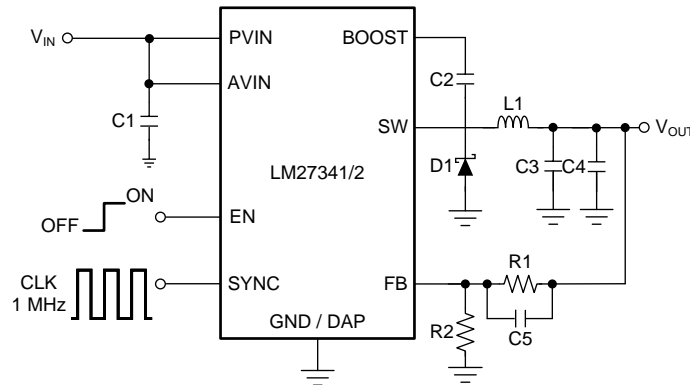 VIN
PVIN
BOOST
AVIN
C2
C1
SW
L1
VOUT
D1
C3
C4
LM27341/2
OFF
ON
EN
CLK
1 MHz
SYNC
FB
R1
GND / DAP
R2
C5